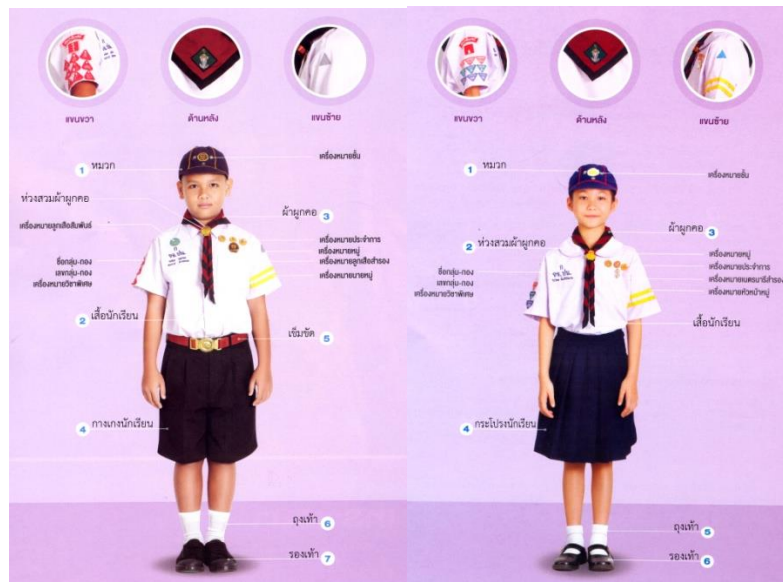 แขนขวา
ด้านหลัง
แขนซ้าย
1 หมวก
เครื่องหมายชั้น
ห่วงสวมผ้าผูกคอ
ผ้าผูกคอ 3
เครื่องหมายลูกเสือสัมพันธ์
เครื่องหมายประจำการ
เครื่องหมายหมู่
เครื่องหมายลูกเสือสำรอง
เครื่องหมายนายหมู่
ชื่อกลุ่ม-กอง
เลขกลุ่ม-กอง
เครื่องหมายวิชาพิเศษ
2 เสื้อนักเรียน
เข็มขัด 5
4 กางเกงนักเรียน
ถุงเท้า 6
รองเท้า 7
แขนขวา
ด้านหลัง
แขนซ้าย
1 หมวก
เครื่องหมายชั้น
ผ้าผูกคอ 3
2 ห่วงสวมผ้าผูกคอ
เครื่องหมายหมู่
เครื่องหมายประจำการ
เครื่องหมายเนตรนารีสำรอง
เครื่องหมายหัวหน้าหมู่
ชื่อกลุ่ม-กอง
เลขกลุ่ม-กอง
เครื่องหมายวิชาพิเศษ
เสื้อนักเรียน
4 กระโปรงนักเรียน
ถุงเท้า 5
รองเท้า 6